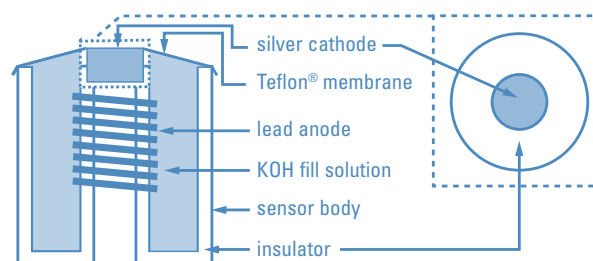 silver cathode
Teflon® membrane
lead anode
KOH fill solution
sensor body
insulator